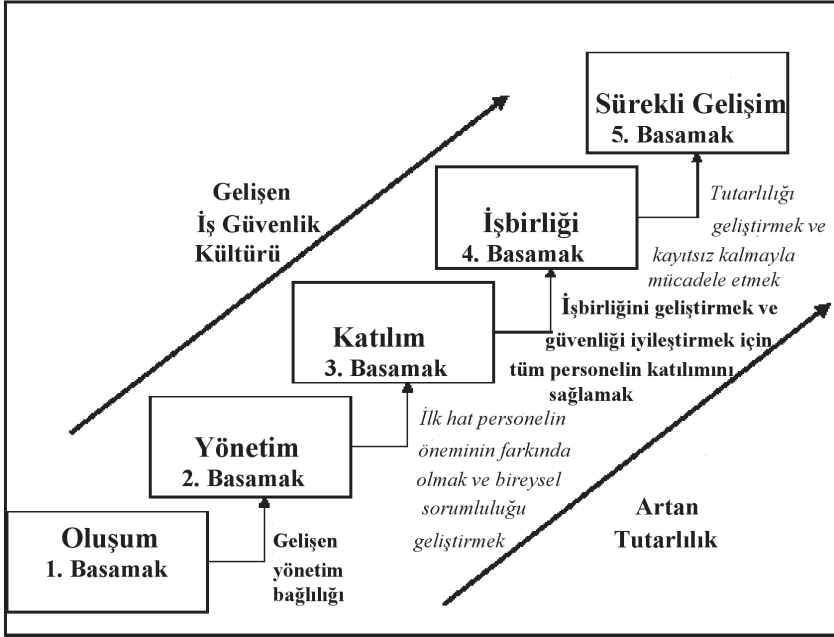 Sürekli Gelişim
5. Basamak
Gelişen
İş Güvenlik
Kültürü
İşbirliği
4. Basamak
Tutarlılığı
geliştirmek ve
kayıtsız kalmayla
mücadele etmek
Katılım
3. Basamak
İşbirliğini geliştirmek ve
güvenliği iyileştirmek için
tüm personelin katılımını
sağlamak
Yönetim
2. Basamak
İlk hat personelin
öneminin farkında
olmak ve bireysel
sorumluluğu
geliştirmek
Oluşum
1. Basamak
Gelişen
yönetim
bağlılığı
Artan
Tutarlılık